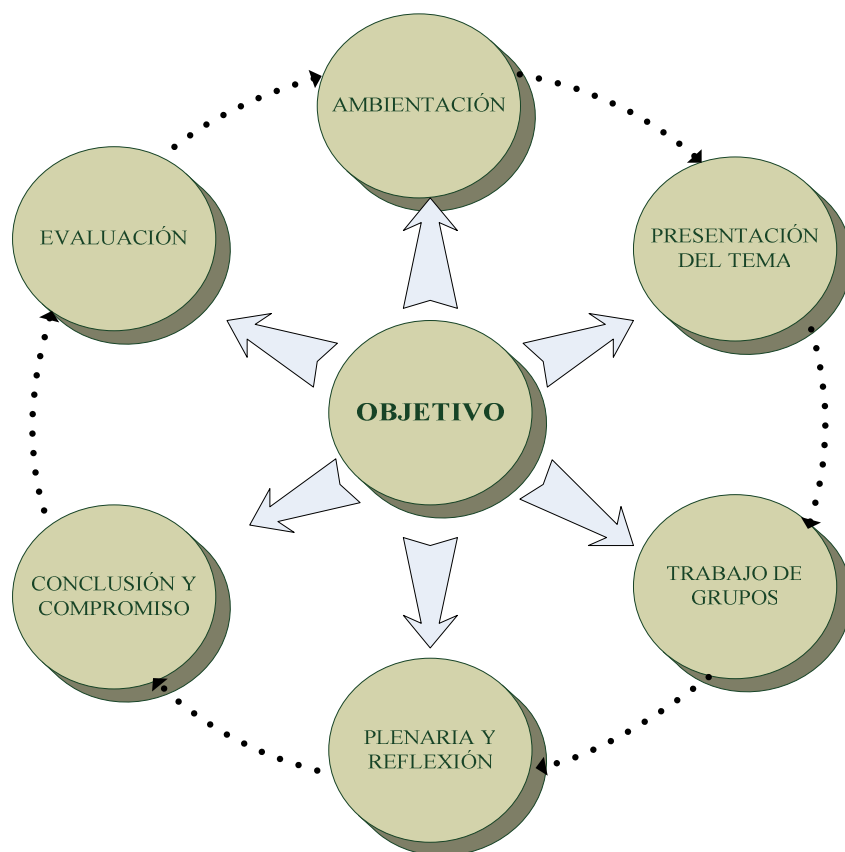 AMBIENTACIÓN
PRESENTACIÓN
DEL TEMA
TRABAJO DE
GRUPOS
PLENARIA Y
REFLEXIÓN
CONCLUSIÓN Y
COMPROMISO
EVALUACIÓN
OBJETIVO